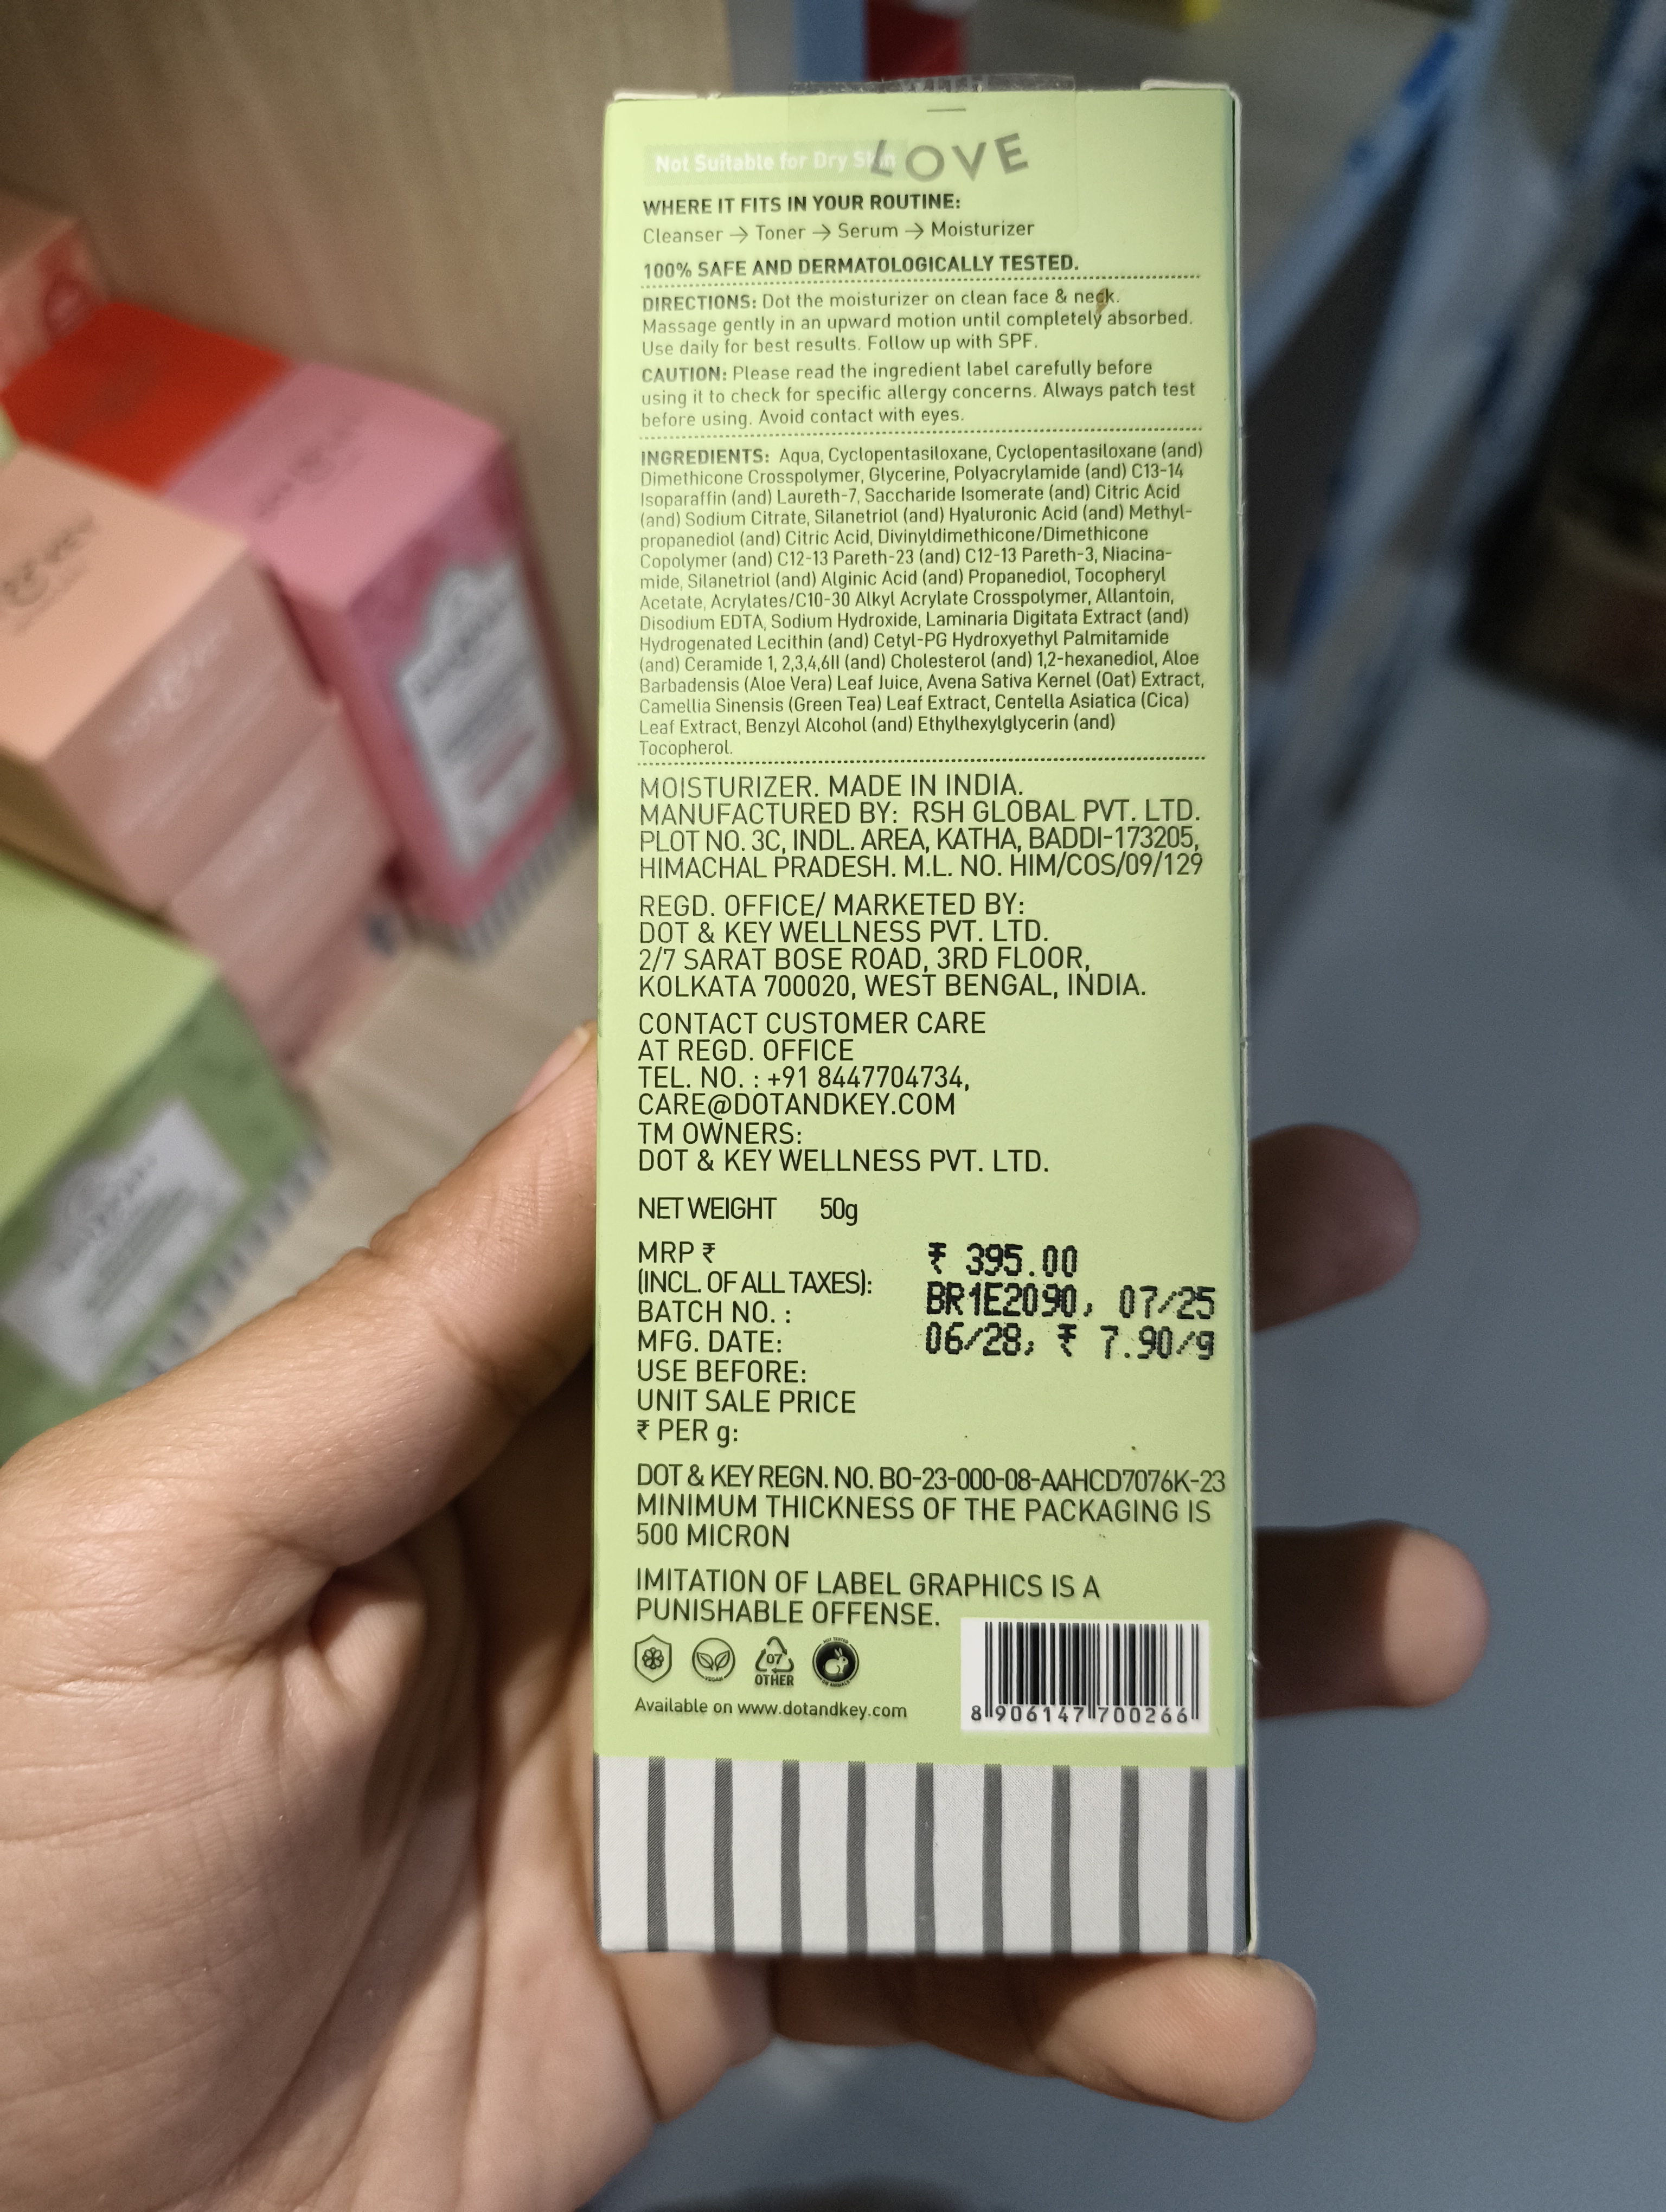 LOVE
Not Suitable for Dry Skin
WHERE IT FITS IN YOUR ROUTINE:
Cleanser → Toner → Serum → Moisturizer
100% SAFE AND DERMATOLOGICALLY TESTED.
DIRECTIONS: Dot the moisturizer on clean face & neck.
Massage gently in an upward motion until completely absorbed.
Use daily for best results. Follow up with SPF.
CAUTION: Please read the ingredient label carefully before
using it to check for specific allergy concerns. Always patch test
before using. Avoid contact with eyes.
INGREDIENTS: Aqua, Cyclopentasiloxane, Cyclopentasiloxane (and)
Dimethicone Crosspolymer, Glycerine, Polyacrylamide (and) C13-14
Isoparaffin (and) Laureth-7, Saccharide Isomerate (and) Citric Acid
(and) Sodium Citrate, Silanetriol (and) Hyaluronic Acid (and) Methyl-
propanediol (and) Citric Acid, Divinyldimethicone/Dimethicone
Copolymer (and) C12-13 Pareth-23 (and) C12-13 Pareth-3, Niacina-
mide, Silanetriol (and) Alginic Acid (and) Propanediol, Tocopheryl
Acetate, Acrylates/C10-30 Alkyl Acrylate Crosspolymer, Allantoin,
Disodium EDTA, Sodium Hydroxide, Laminaria Digitata Extract (and)
Hydrogenated Lecithin (and) Cetyl-PG Hydroxyethyl Palmitamide
(and) Ceramide 1, 2,3,4,6II (and) Cholesterol (and) 1,2-hexanediol, Aloe
Barbadensis (Aloe Vera) Leaf Juice, Avena Sativa Kernel (Oat) Extract,
Camellia Sinensis (Green Tea) Leaf Extract, Centella Asiatica (Cica)
Leaf Extract, Benzyl Alcohol (and) Ethylhexylglycerin (and)
Tocopherol.
MOISTURIZER. MADE IN INDIA.
MANUFACTURED BY: RSH GLOBAL PVT. LTD.
PLOT NO. 3C, INDL. AREA, KATHA, BADDI-173205,
HIMACHAL PRADESH. M.L. NO. HIM/COS/09/129
REGD. OFFICE/ MARKETED BY:
DOT & KEY WELLNESS PVT. LTD.
2/7 SARAT BOSE ROAD, 3RD FLOOR,
KOLKATA 700020, WEST BENGAL, INDIA.
CONTACT CUSTOMER CARE
AT REGD. OFFICE
TEL. NO. : +91 8447704734,
CARE@DOTANDKEY.COM
TM OWNERS:
DOT & KEY WELLNESS PVT. LTD.
NET WEIGHT 50g
MRP ₹ ₹ 395.00
(INCL. OF ALL TAXES):
BATCH NO. : BR1E2090, 07/25
MFG. DATE: 06/28, ₹ 7.90/g
USE BEFORE:
UNIT SALE PRICE
₹ PER g:
DOT & KEY REGN. NO. BO-23-000-08-AAHCD7076K-23
MINIMUM THICKNESS OF THE PACKAGING IS
500 MICRON
IMITATION OF LABEL GRAPHICS IS A
PUNISHABLE OFFENSE.
VEGAN
07
OTHER
Available on www.dotandkey.com
8 906147 700266